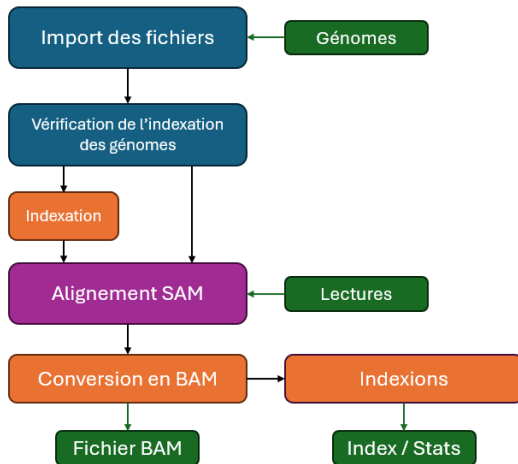 Import des fichiers
Génomes
Vérification de l’indexation
des génomes
Indexation
Alignement SAM
Lectures
Conversion en BAM
Indexions
Fichier BAM
Index / Stats